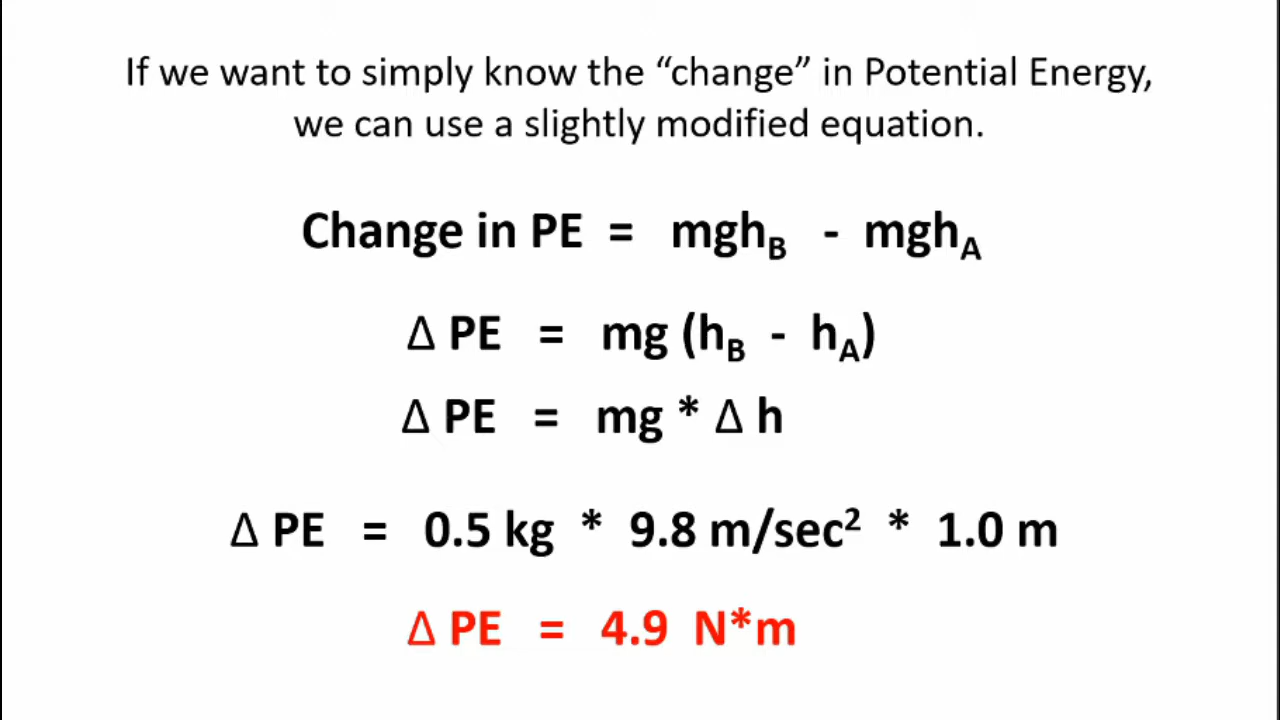 If we want to simply know the “change” in Potential Energy,
we can use a slightly modified equation.
Change in PE = mgh_B - mgh_A
Δ PE = mg (h_B - h_A)
Δ PE = mg * Δ h
Δ PE = 0.5 kg * 9.8 m/sec² * 1.0 m
Δ PE = 4.9 N*m